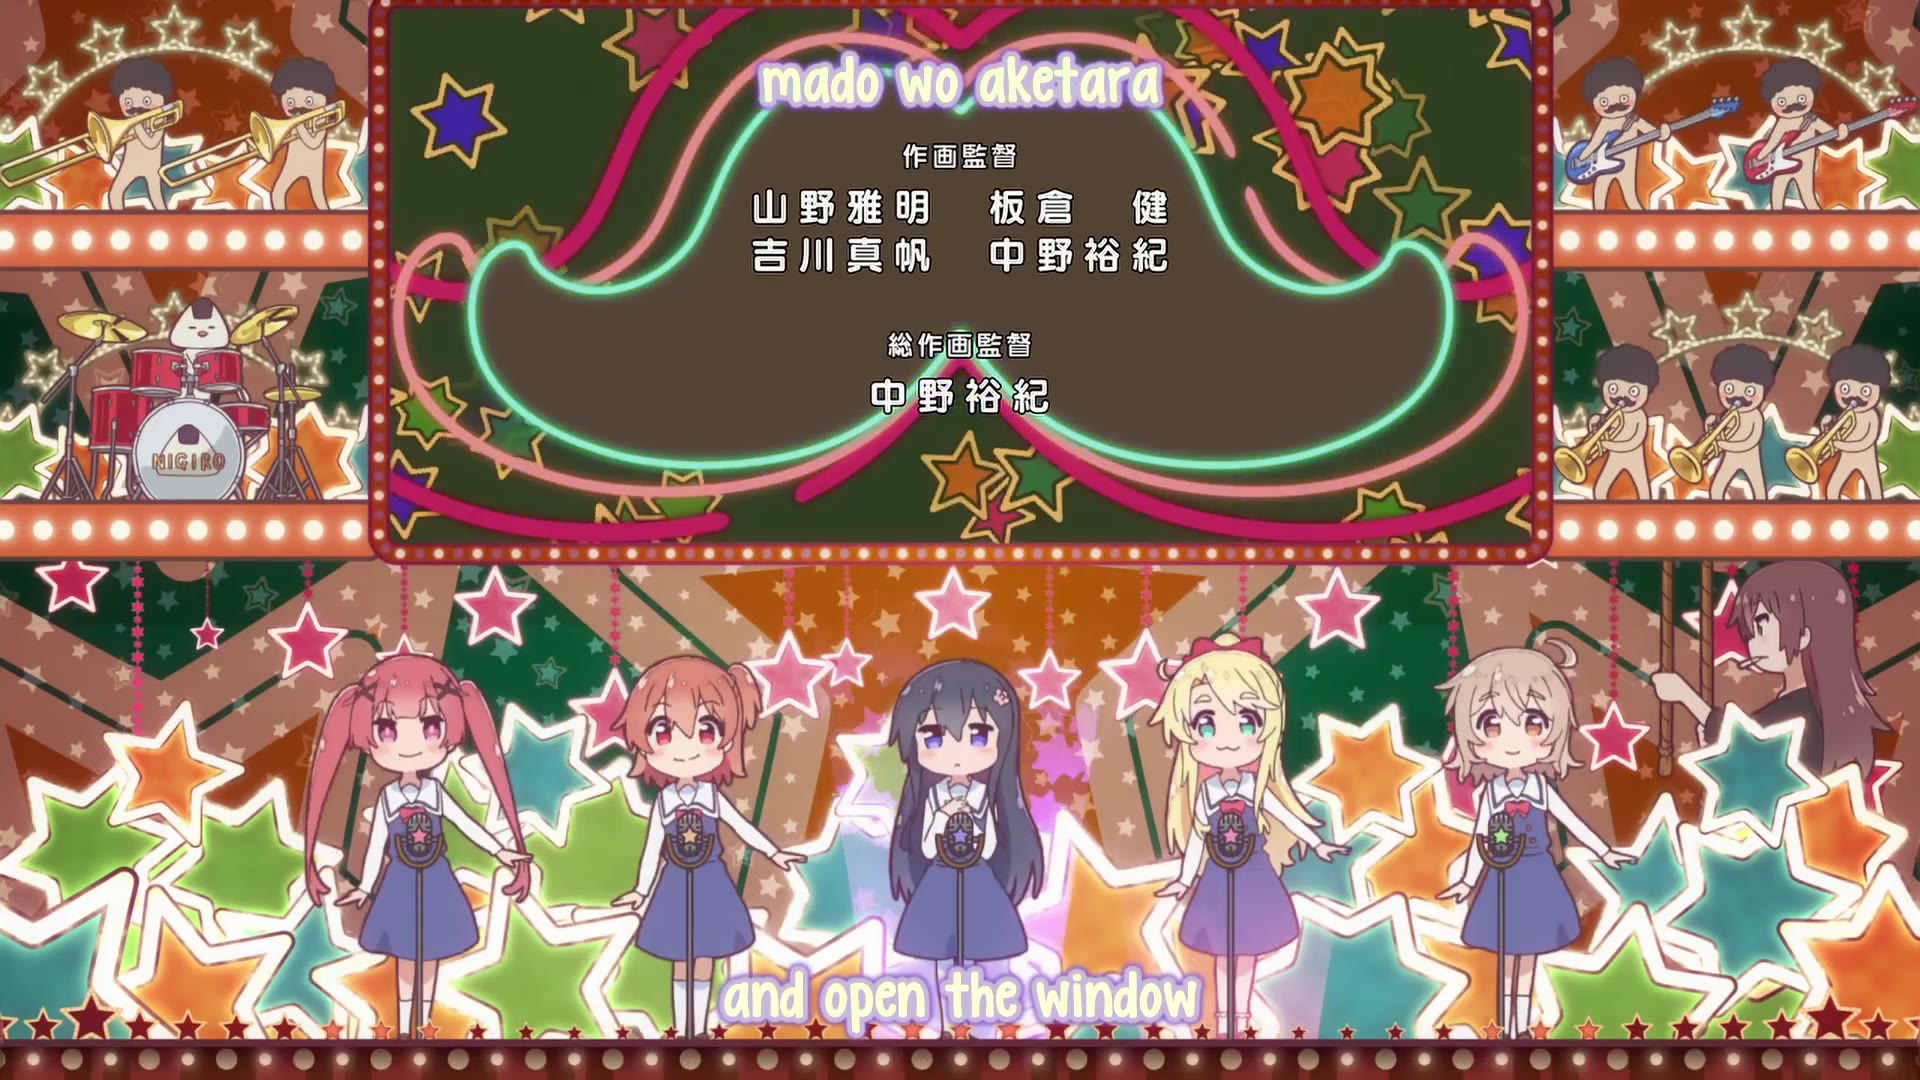 mado wo aketara
作画監督
山野雅明　板倉　健
吉川真帆　中野裕紀
総作画監督
中野裕紀
NIGIRO
and open the window